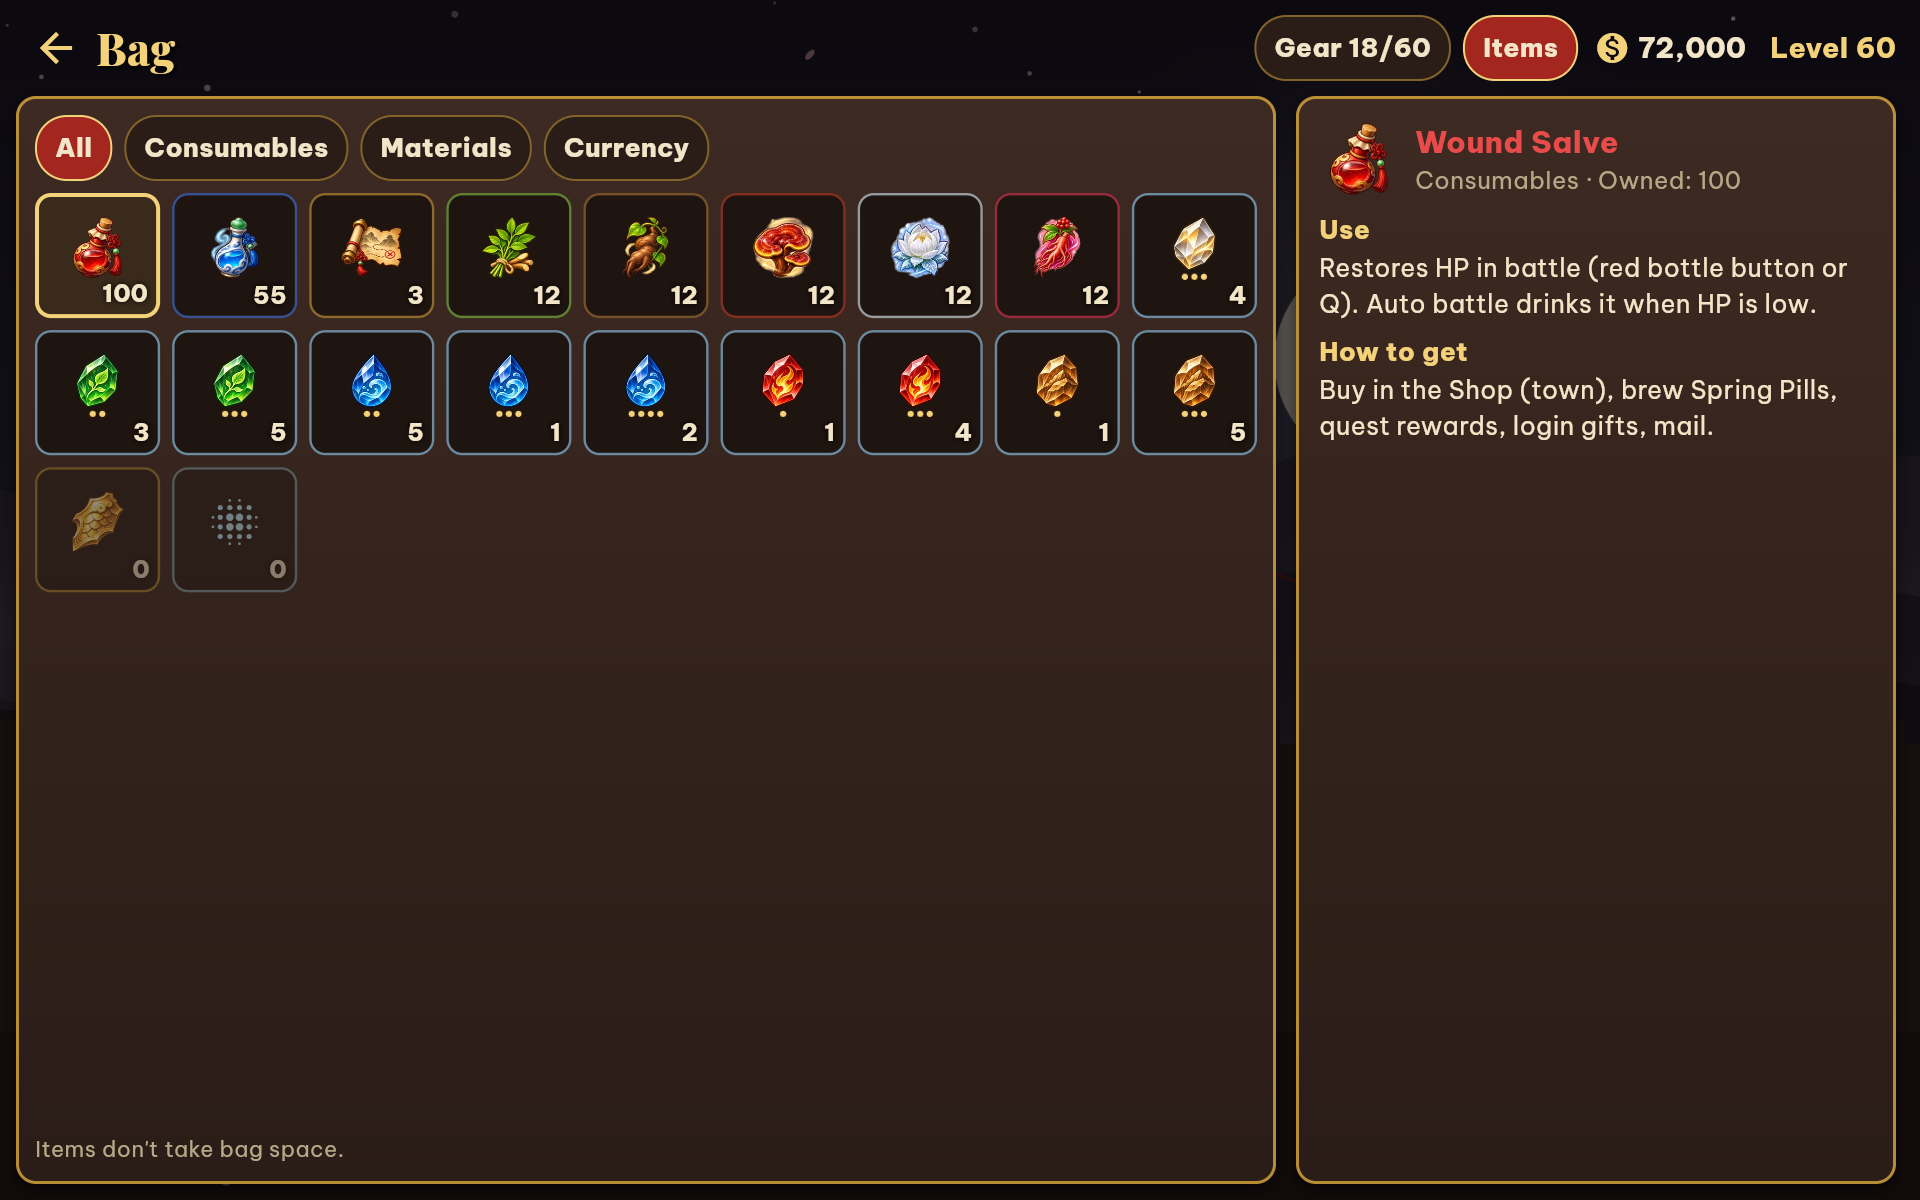 Bag
Gear 18/60
Items
$ 72,000
Level 60
All
Consumables
Materials
Currency
100
55
3
12
12
12
12
12
4
3
5
5
1
2
1
4
1
5
0
0
Items don't take bag space.
Wound Salve
Consumables · Owned: 100
Use
Restores HP in battle (red bottle button or
Q). Auto battle drinks it when HP is low.
How to get
Buy in the Shop (town), brew Spring Pills,
quest rewards, login gifts, mail.